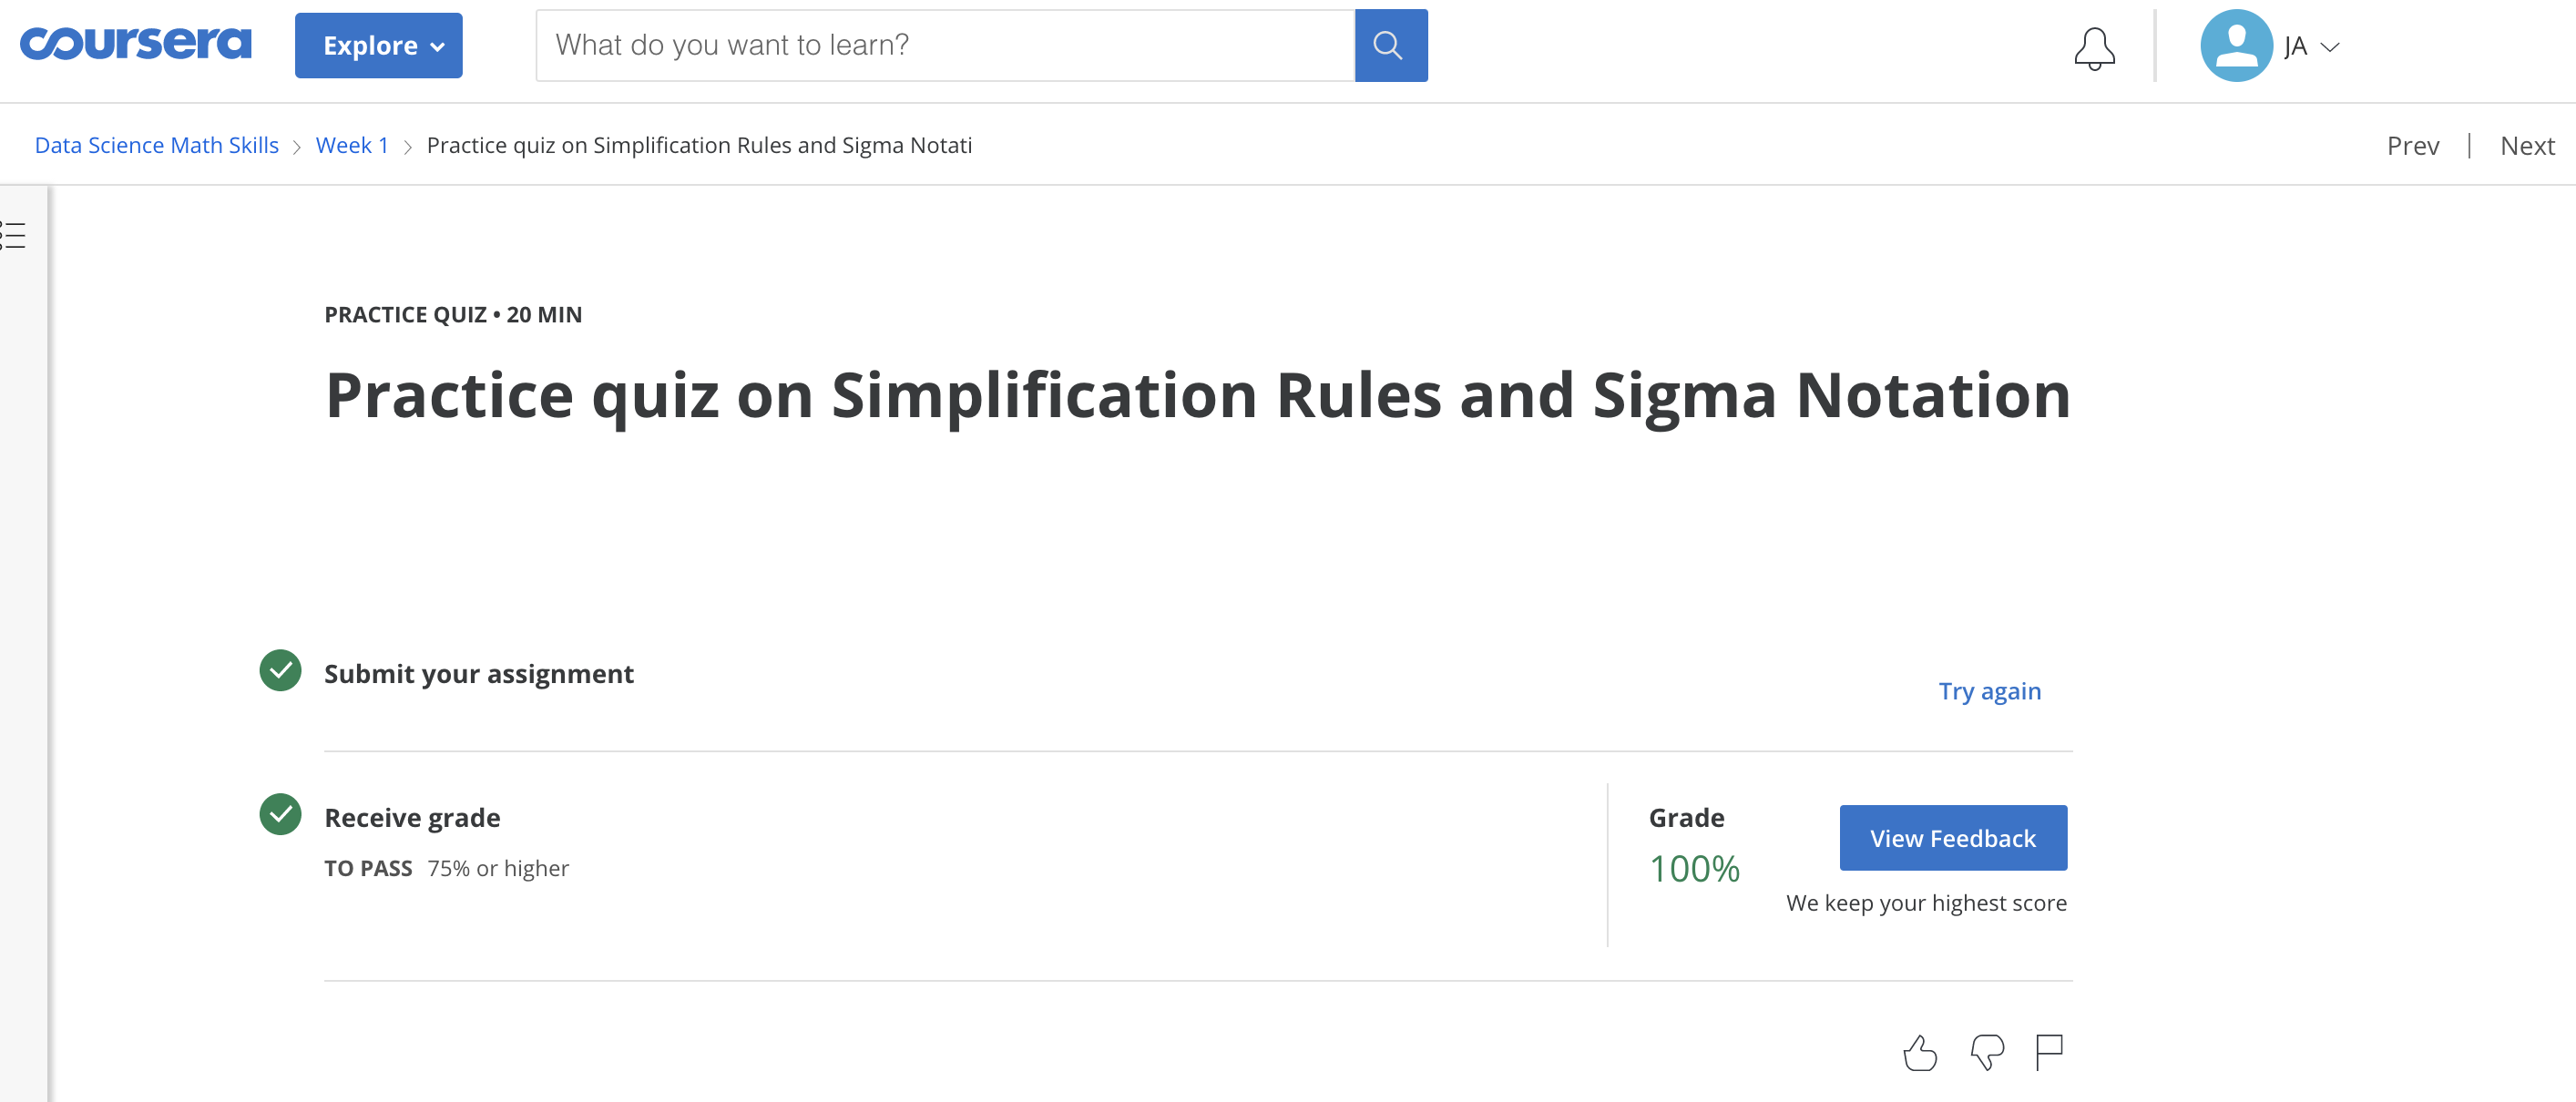 coursera Explore What do you want to learn? JA
Data Science Math Skills > Week 1 > Practice quiz on Simplification Rules and Sigma Notati Prev | Next
PRACTICE QUIZ • 20 MIN
Practice quiz on Simplification Rules and Sigma Notation
Submit your assignment
Try again
Receive grade Grade
View Feedback
TO PASS 75% or higher 100%
We keep your highest score